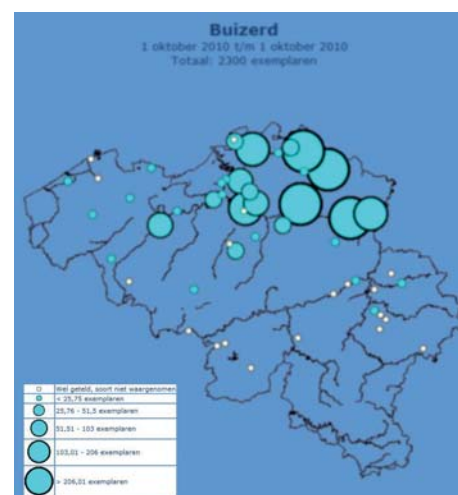 Buizerd
1 oktober 2010 t/m 1 oktober 2010
Totaal: 2300 exemplaren
Wel geteld, soort niet waargenomen
< 25,75 exemplaren
25,76 - 51,5 exemplaren
51,51 - 103 exemplaren
103,01 - 206 exemplaren
> 206,01 exemplaren